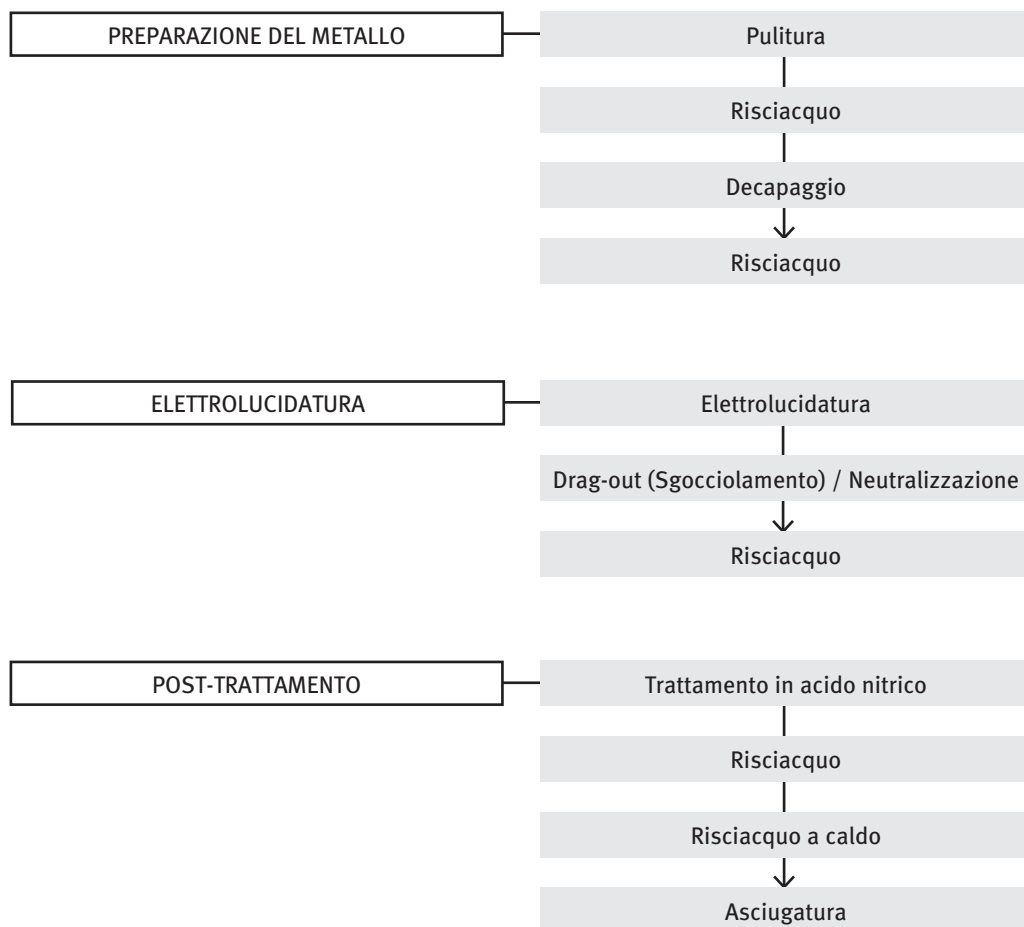 PREPARAZIONE DEL METALLO
Pulitura
Risciacquo
Decapaggio
Risciacquo
ELETTROLUCIDATURA
Elettrolucidatura
Drag-out (Sgocciolamento) / Neutralizzazione
Risciacquo
POST-TRATTAMENTO
Trattamento in acido nitrico
Risciacquo
Risciacquo a caldo
Asciugatura